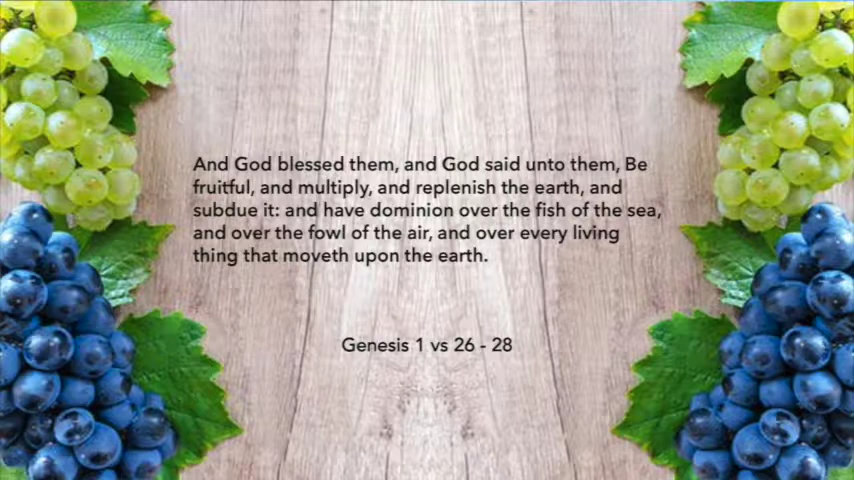 And God blessed them, and God said unto them, Be
fruitful, and multiply, and replenish the earth, and
subdue it: and have dominion over the fish of the sea,
and over the fowl of the air, and over every living
thing that moveth upon the earth.
Genesis 1 vs 26 - 28